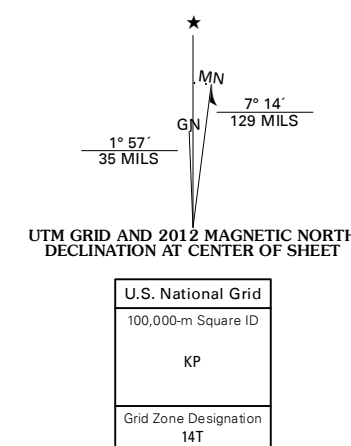 ★
MN
GN
7° 14´
129 MILS
1° 57´
35 MILS
UTM GRID AND 2012 MAGNETIC NORTH
DECLINATION AT CENTER OF SHEET
U.S. National Grid
100,000-m Square ID
KP
Grid Zone Designation
14T